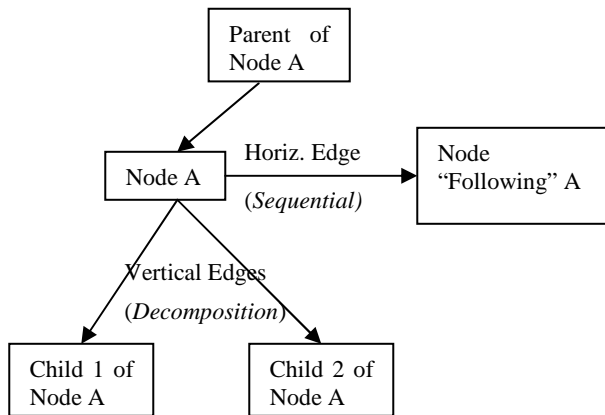 Parent of
Node A
Horiz. Edge
Node A
(Sequential)
Node
“Following” A
Vertical Edges
(Decomposition)
Child 1 of
Node A
Child 2 of
Node A